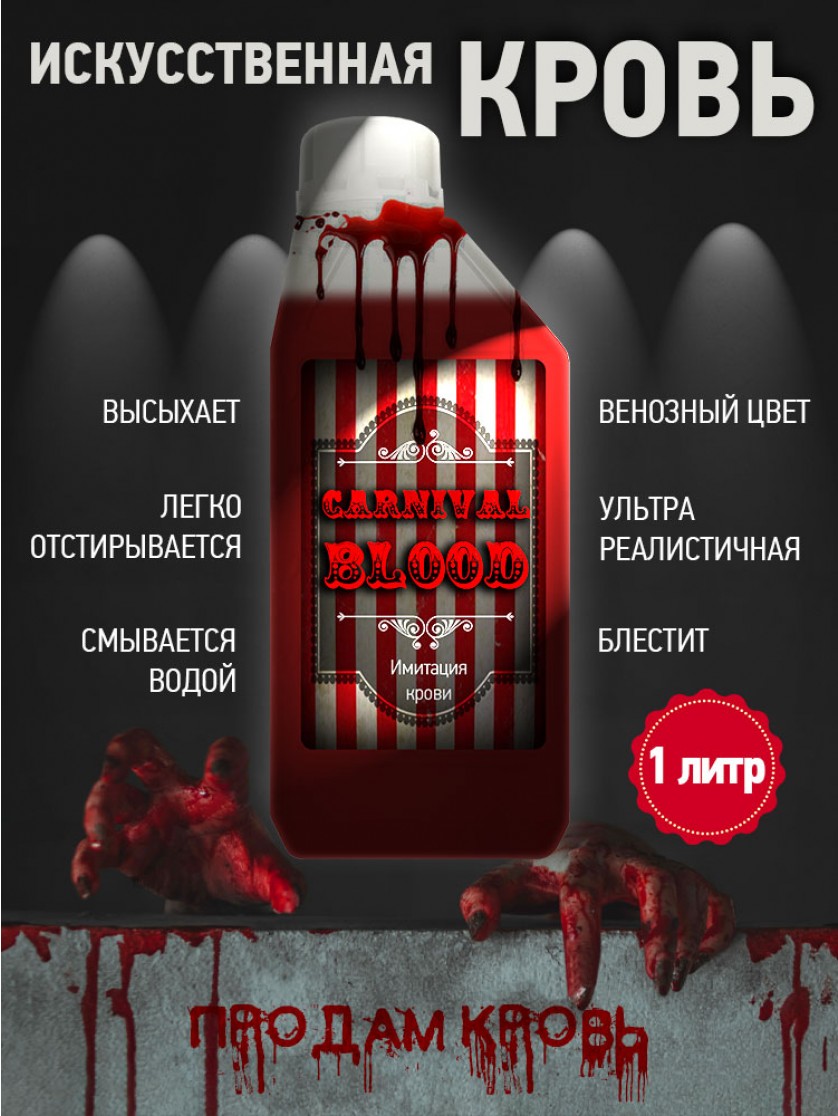 ИСКУССТВЕННАЯ КРОВЬ
ВЫСЫХАЕТ
ЛЕГКО
ОТСТИРЫВАЕТСЯ
СМЫВАЕТСЯ
ВОДОЙ
CARNIVAL
BLOOD
Имитация
крови
ВЕНОЗНЫЙ ЦВЕТ
УЛЬТРА
РЕАЛИСТИЧНАЯ
БЛЕСТИТ
1 литр
ПРОДАМ КРОВЬ